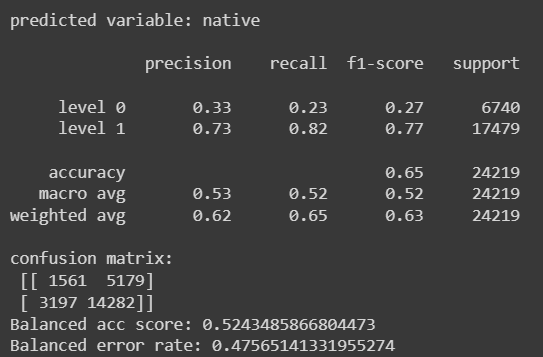 predicted variable: native
precision recall f1-score support
level 0 0.33 0.23 0.27 6740
level 1 0.73 0.82 0.77 17479
accuracy 0.65 24219
macro avg 0.53 0.52 0.52 24219
weighted avg 0.62 0.65 0.63 24219
confusion matrix:
[[ 1561 5179]
[ 3197 14282]]
Balanced acc score: 0.5243485866804473
Balanced error rate: 0.47565141331955274